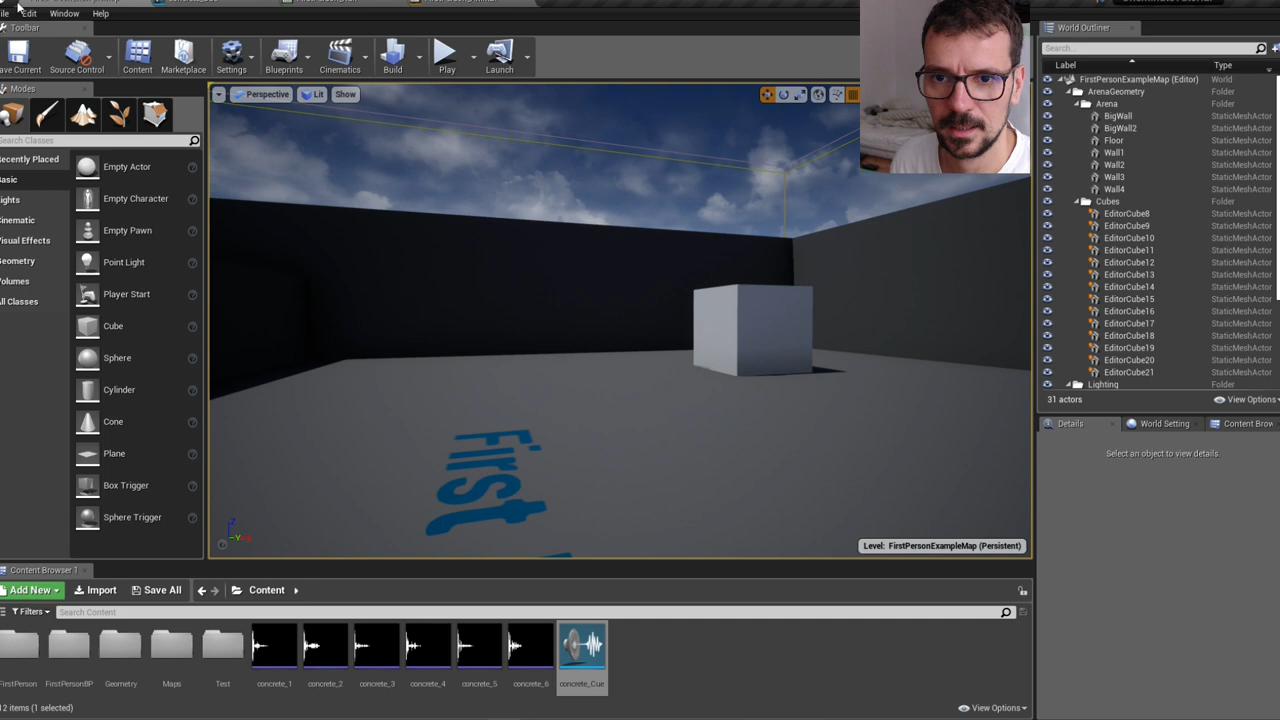 Edit Window Help
Toolbar
Save Current Source Control Content Marketplace Settings Blueprints Cinematics Build Play Launch
Modes
Search Classes
Recently Placed
Basic
Lights
Cinematic
Visual Effects
Geometry
Volumes
All Classes
Empty Actor
Empty Character
Empty Pawn
Point Light
Player Start
Cube
Sphere
Cylinder
Cone
Plane
Box Trigger
Sphere Trigger
Perspective Lit Show
First
Level: FirstPersonExampleMap (Persistent)
World Outliner
Search...
Label Type
FirstPersonExampleMap (Editor) World
ArenaGeometry Folder
Arena Folder
BigWall StaticMeshActor
BigWall2 StaticMeshActor
Floor StaticMeshActor
Wall1 StaticMeshActor
Wall2 StaticMeshActor
Wall3 StaticMeshActor
Wall4 StaticMeshActor
Cubes Folder
EditorCube8 StaticMeshActor
EditorCube9 StaticMeshActor
EditorCube10 StaticMeshActor
EditorCube11 StaticMeshActor
EditorCube12 StaticMeshActor
EditorCube13 StaticMeshActor
EditorCube14 StaticMeshActor
EditorCube15 StaticMeshActor
EditorCube16 StaticMeshActor
EditorCube17 StaticMeshActor
EditorCube18 StaticMeshActor
EditorCube19 StaticMeshActor
EditorCube20 StaticMeshActor
EditorCube21 StaticMeshActor
Lighting Folder
31 actors View Options
Details World Setting Content Brow
Select an object to view details.
Content Browser 1
Add New Import Save All Content
Filters Search Content
FirstPerson FirstPersonBP Geometry Maps Test concrete_1 concrete_2 concrete_3 concrete_4 concrete_5 concrete_6 concrete_Cue
2 items (1 selected) View Options